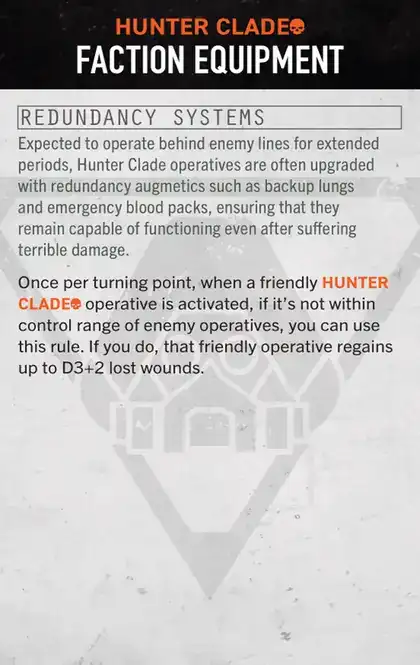 HUNTER CLADE
FACTION EQUIPMENT
REDUNDANCY SYSTEMS
Expected to operate behind enemy lines for extended
periods, Hunter Clade operatives are often upgraded
with redundancy augmetics such as backup lungs
and emergency blood packs, ensuring that they
remain capable of functioning even after suffering
terrible damage.
Once per turning point, when a friendly HUNTER
CLADE operative is activated, if it’s not within
control range of enemy operatives, you can use
this rule. If you do, that friendly operative regains
up to D3+2 lost wounds.